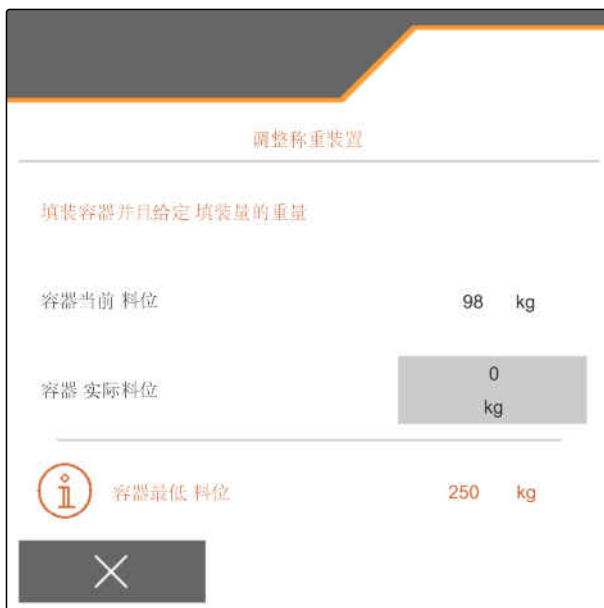 调整称重装置
填装容器并且给定 填装量的重量
容器当前 料位 98 kg
容器 实际料位 0 kg
容器最低 料位 250 kg